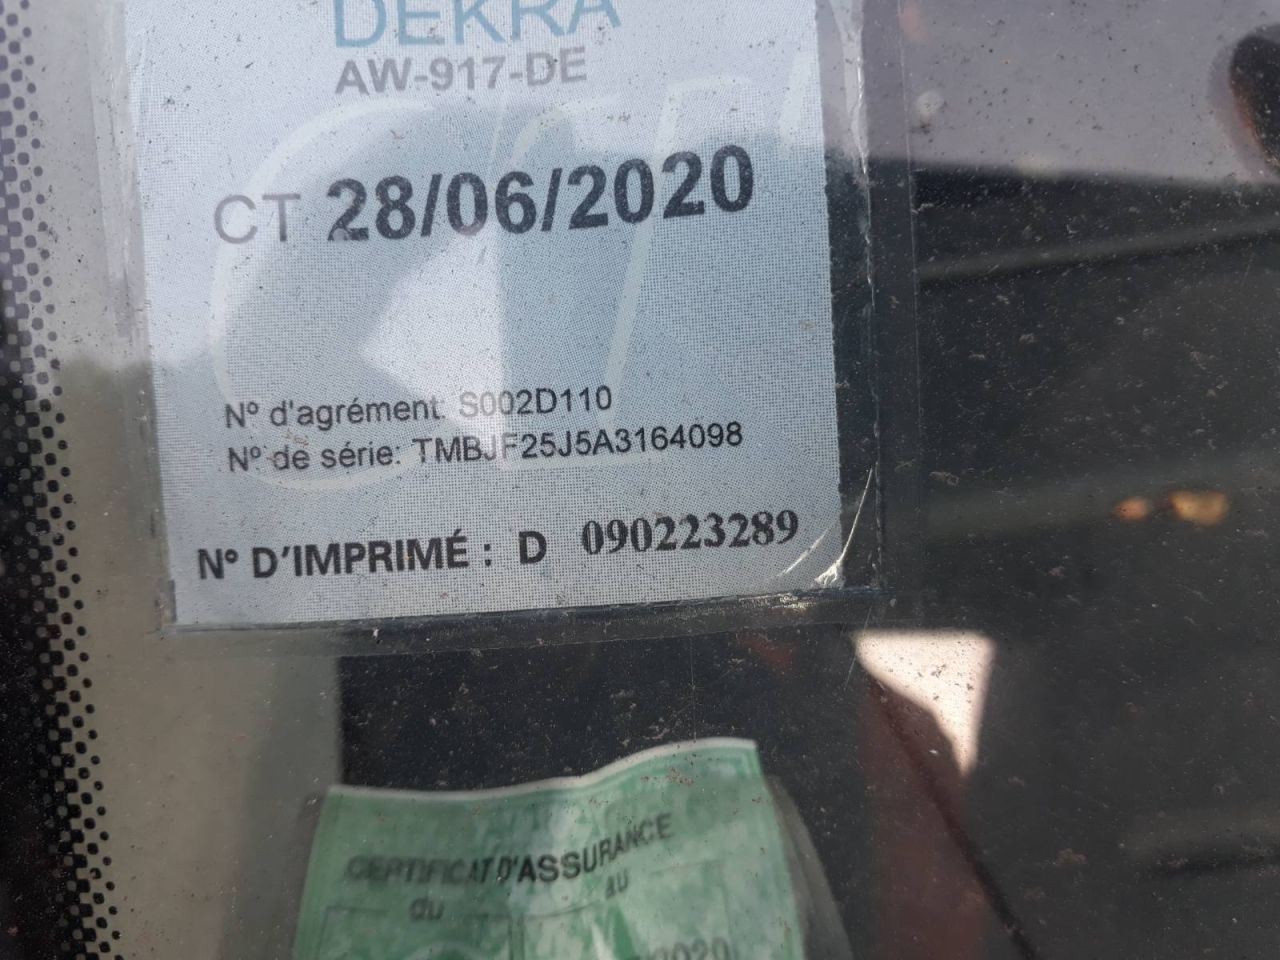 DEKRA
AW-917-DE
CT 28/06/2020
N° d'agrément: S002D110
N° de série: TMBJF25J5A3164098
N° D'IMPRIMÉ : D 090223289
CERTIFICAT D'ASSURANCE
du au
2020